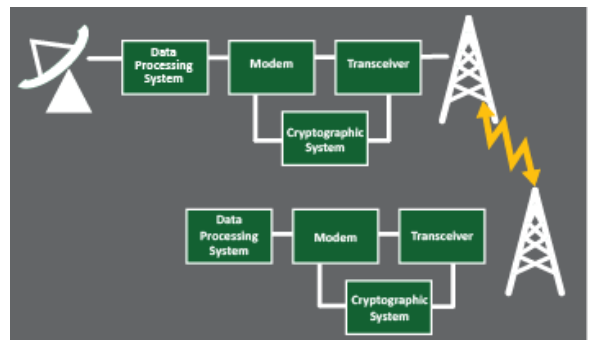 Data
Processing
System
Modem
Transceiver
Cryptographic
System
Data
Processing
System
Modem
Transceiver
Cryptographic
System